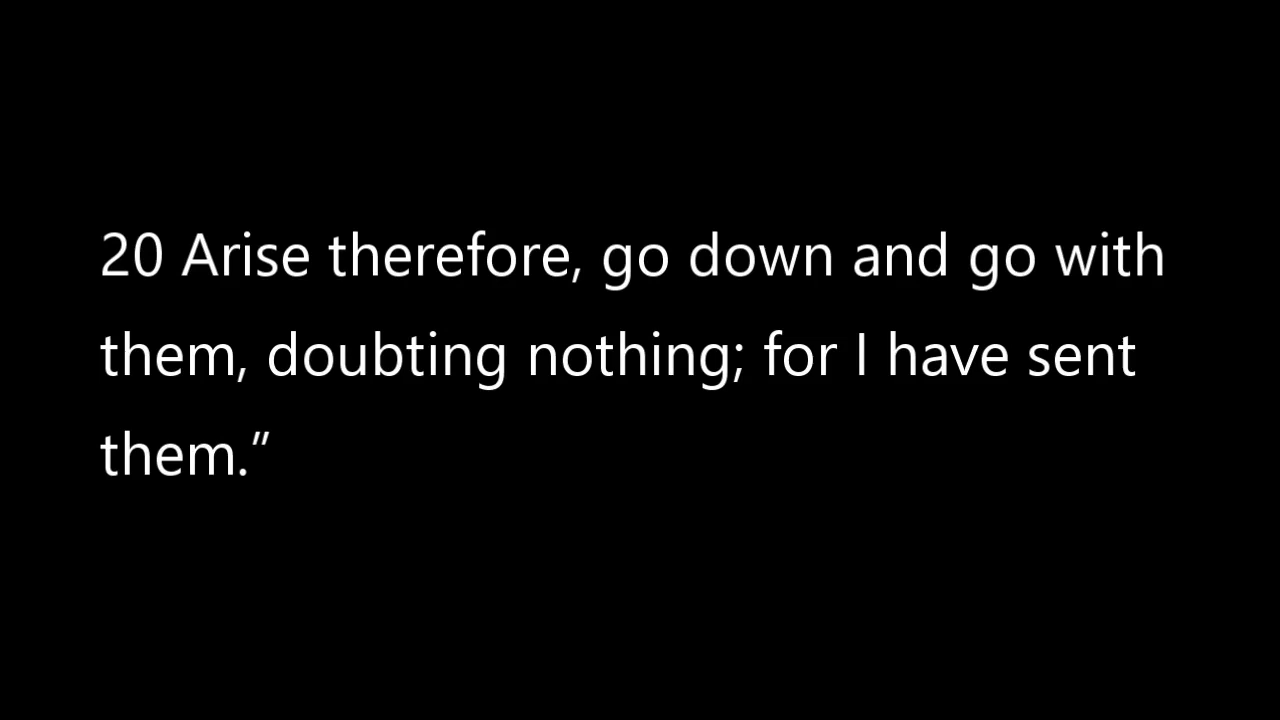 20 Arise therefore, go down and go with
them, doubting nothing; for I have sent
them.”